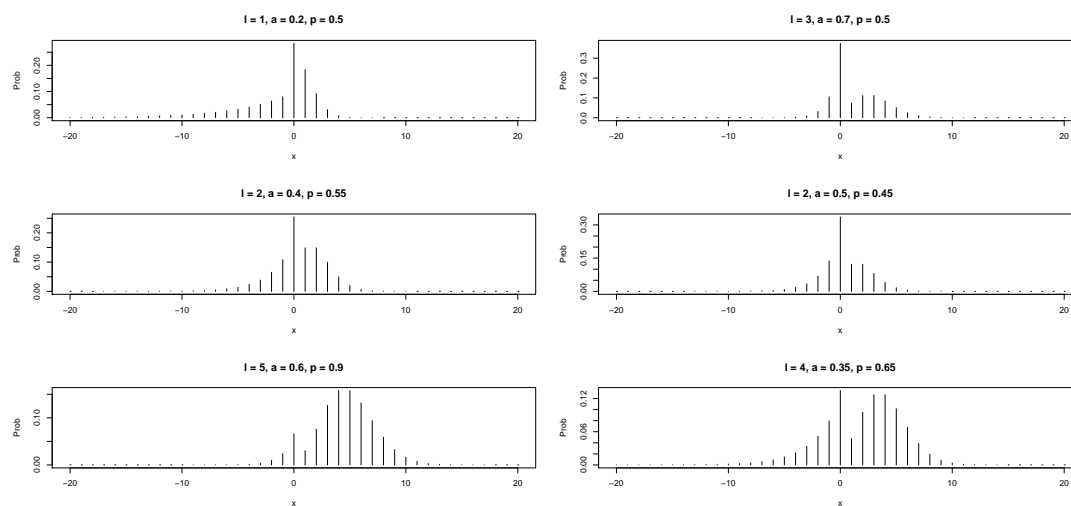 l = 1, a = 0.2, p = 0.5
Prob
0.00 0.10 0.20
−20 −10 0 10 20
x
l = 3, a = 0.7, p = 0.5
Prob
0.0 0.1 0.2 0.3
−20 −10 0 10 20
x
l = 2, a = 0.4, p = 0.55
Prob
0.00 0.10 0.20
−20 −10 0 10 20
x
l = 2, a = 0.5, p = 0.45
Prob
0.00 0.15 0.30
−20 −10 0 10 20
x
l = 5, a = 0.6, p = 0.9
Prob
0.00 0.10
−20 −10 0 10 20
x
l = 4, a = 0.35, p = 0.65
Prob
0.00 0.06 0.12
−20 −10 0 10 20
x